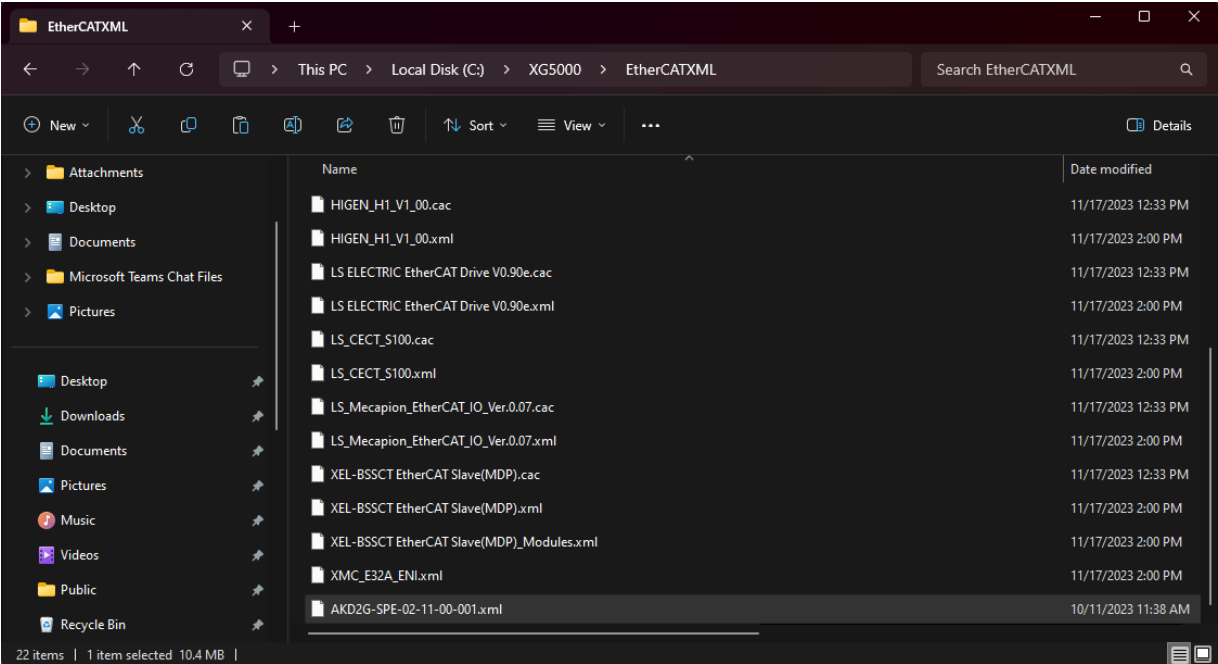 EtherCATXML
This PC > Local Disk (C:) > XG5000 > EtherCATXML
Search EtherCATXML
New
Sort
View
Details
Attachments
Desktop
Documents
Microsoft Teams Chat Files
Pictures
Desktop
Downloads
Documents
Pictures
Music
Videos
Public
Recycle Bin
Name Date modified
HIGEN_H1_V1_00.cac 11/17/2023 12:33 PM
HIGEN_H1_V1_00.xml 11/17/2023 2:00 PM
LS ELECTRIC EtherCAT Drive V0.90e.cac 11/17/2023 12:33 PM
LS ELECTRIC EtherCAT Drive V0.90e.xml 11/17/2023 2:00 PM
LS_CECT_S100.cac 11/17/2023 12:33 PM
LS_CECT_S100.xml 11/17/2023 2:00 PM
LS_Mecapion_EtherCAT_IO_Ver.0.07.cac 11/17/2023 12:33 PM
LS_Mecapion_EtherCAT_IO_Ver.0.07.xml 11/17/2023 2:00 PM
XEL-BSSCT EtherCAT Slave(MDP).cac 11/17/2023 12:33 PM
XEL-BSSCT EtherCAT Slave(MDP).xml 11/17/2023 2:00 PM
XEL-BSSCT EtherCAT Slave(MDP)_Modules.xml 11/17/2023 2:00 PM
XMC_E32A_ENI.xml 11/17/2023 2:00 PM
AKD2G-SPE-02-11-00-001.xml 10/11/2023 11:38 AM
22 items | 1 item selected 10.4 MB |